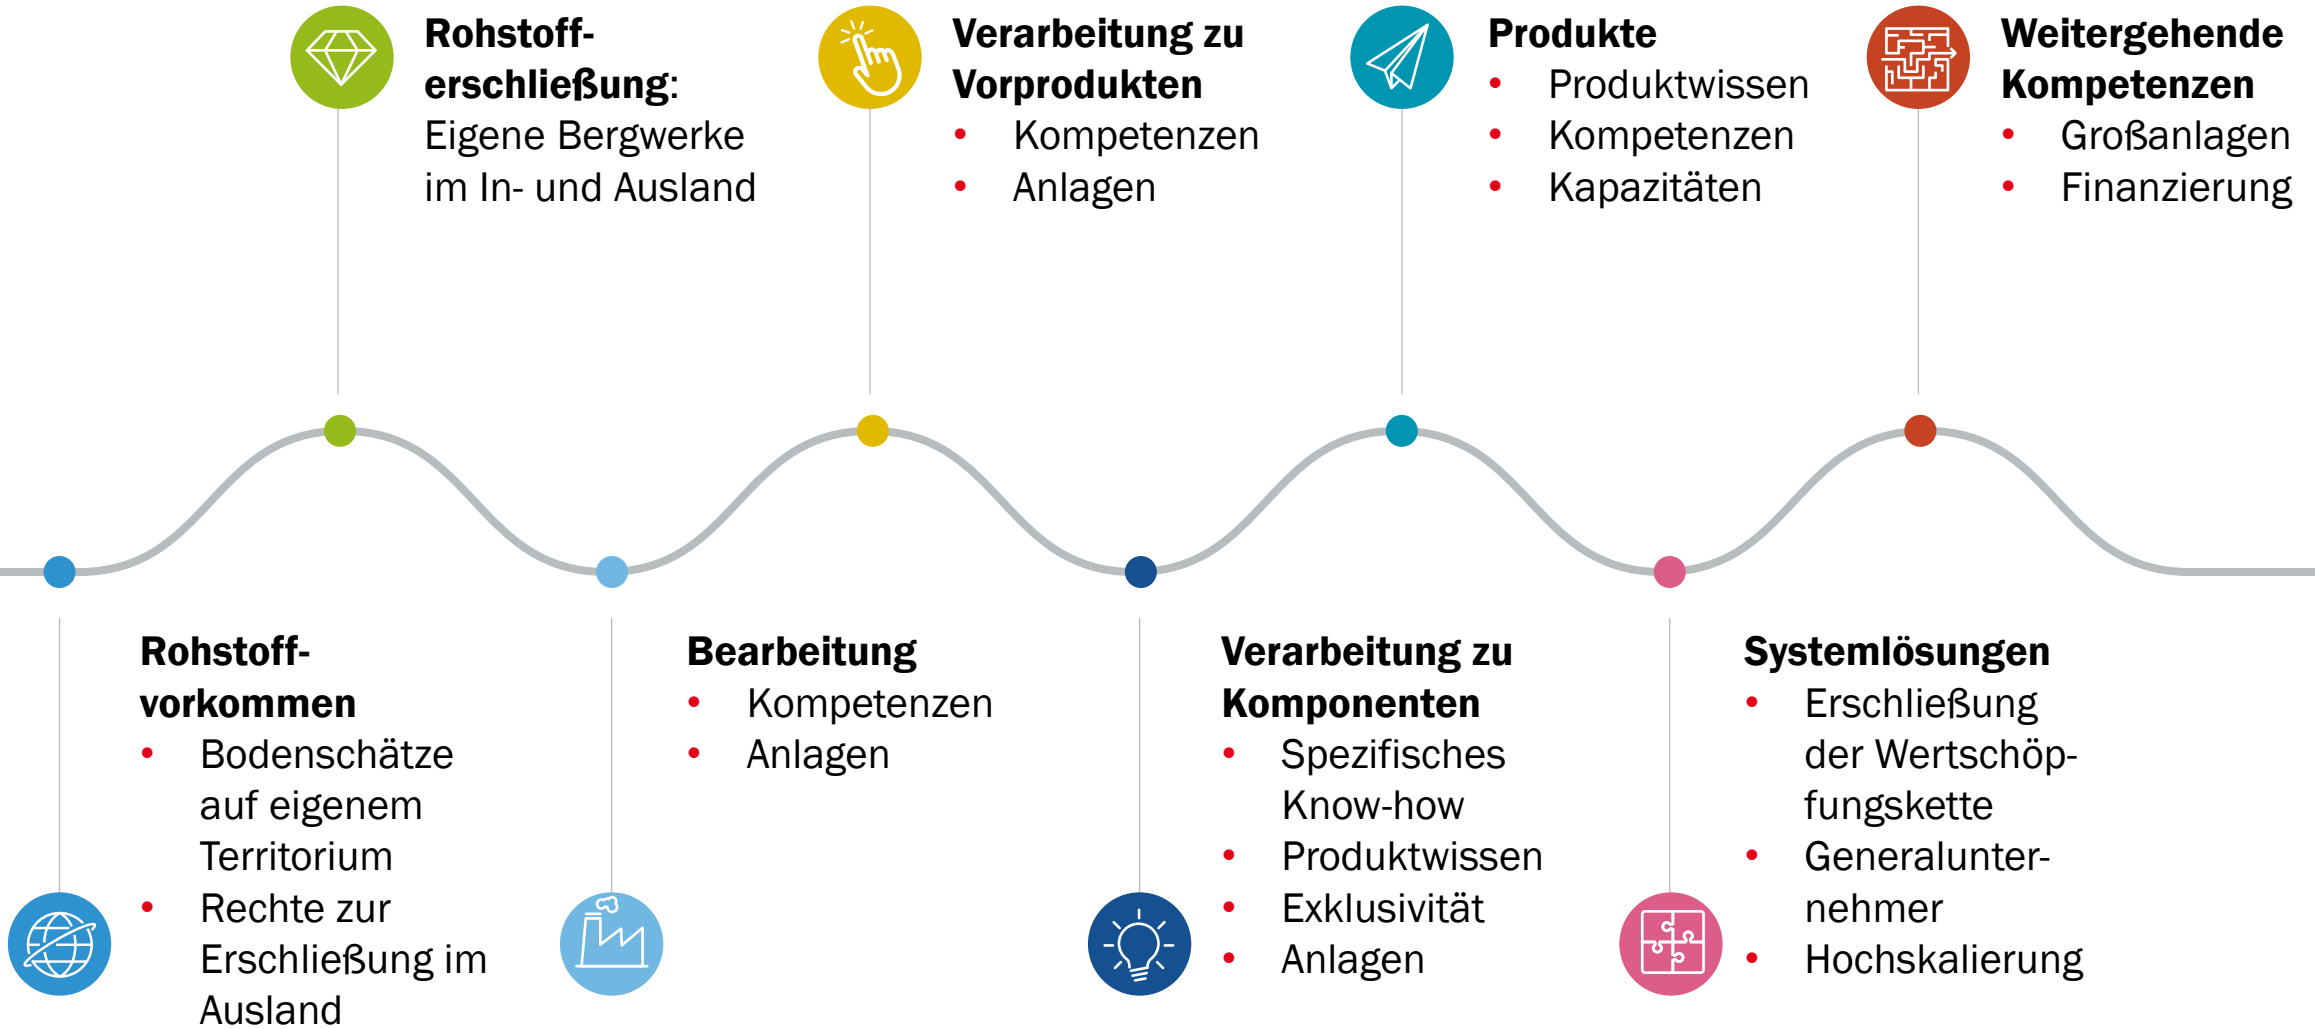 Rohstoff-
erschließung:
Eigene Bergwerke
im In- und Ausland
Verarbeitung zu
Vorprodukten
• Kompetenzen
• Anlagen
Produkte
• Produktwissen
• Kompetenzen
• Kapazitäten
Weitergehende
Kompetenzen
• Großanlagen
• Finanzierung
Rohstoff-
vorkommen
• Bodenschätze
auf eigenem
Territorium
• Rechte zur
Erschließung im
Ausland
Bearbeitung
• Kompetenzen
• Anlagen
Verarbeitung zu
Komponenten
• Spezifisches
Know-how
• Produktwissen
• Exklusivität
• Anlagen
Systemlösungen
• Erschließung
der Wertschöp-
fungskette
• Generalunter-
nehmer
• Hochskalierung